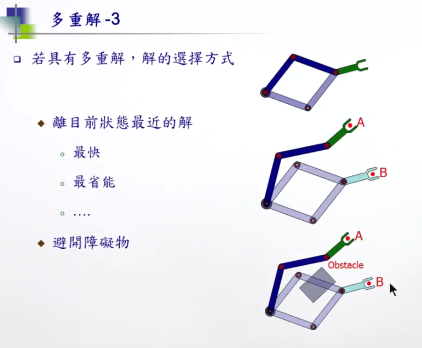 多重解-3
若具有多重解，解的選擇方式
離目前狀態最近的解
最快
最省能
....
避開障礙物
A
B
A
Obstacle
B